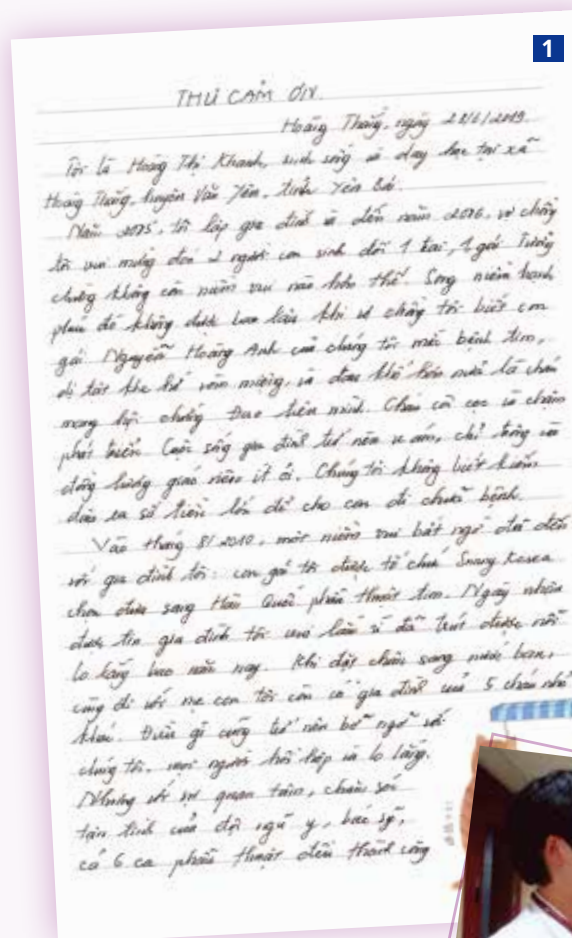 1
THƯ CẢM ƠN.
Hoàng Thắng, ngày 22/6/2019
Tôi là Hoàng Thị Khanh, sinh sống và dạy học tại xã
Hoàng Thắng, huyện Văn Yên, tỉnh Yên Bái.
Năm 2005, tôi lập gia đình và đến năm 2006, vợ chồng
tôi vui mừng đón 2 người con sinh đôi 1 trai, 1 gái. Tưởng
chừng không còn niềm vui nào hơn thế. Song niềm hạnh
phúc đó không được bao lâu khi vợ chồng tôi biết con
gái Nguyễn Hoàng Anh của chúng tôi mắc bệnh tim,
dị tật khe hở vòm miệng, và đau khổ hơn nữa là cháu
mang hội chứng Đao trên mình. Cháu còi cọc và chậm
phát triển. Cuộc sống gia đình trở nên u ám, chỉ trông vào
đồng lương giáo viên ít ỏi. Chúng tôi không biết kiếm
đâu ra số tiền lớn để cho con đi chữa bệnh.
Vào tháng 8/2010, một niềm vui bất ngờ đã đến
với gia đình tôi: con gái tôi được tổ chức Sunny Korea
chọn đưa sang Hàn Quốc phẫu thuật tim. Ngày nhận
được tin gia đình tôi vui lắm vì đã trút được nỗi
lo lắng bao năm nay. Khi đặt chân sang nước bạn,
cùng đi với mẹ con tôi còn có gia đình của 5 cháu nhỏ
khác. Điều gì cũng trở nên bỡ ngỡ với
chúng tôi, mọi người hồi hộp và lo lắng.
Nhưng với sự quan tâm, chăm sóc
tận tình của đội ngũ y, bác sỹ,
cả 6 ca phẫu thuật đều thành công